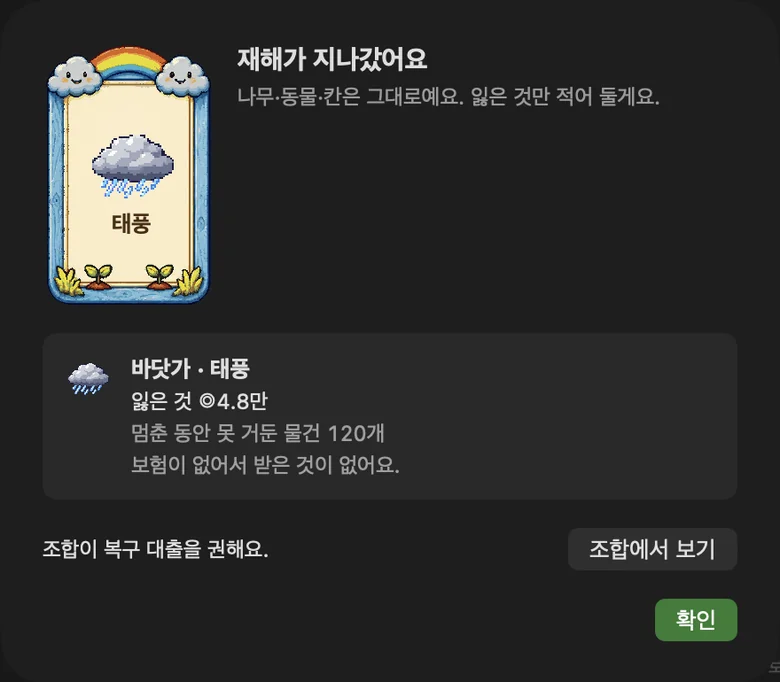 재해가 지나갔어요
나무·동물·칸은 그대로예요. 잃은 것만 적어 둘게요.
태풍
바닷가 · 태풍
잃은 것 ◎4.8만
멈춘 동안 못 거둔 물건 120개
보험이 없어서 받은 것이 없어요.
조합이 복구 대출을 권해요.
조합에서 보기
확인